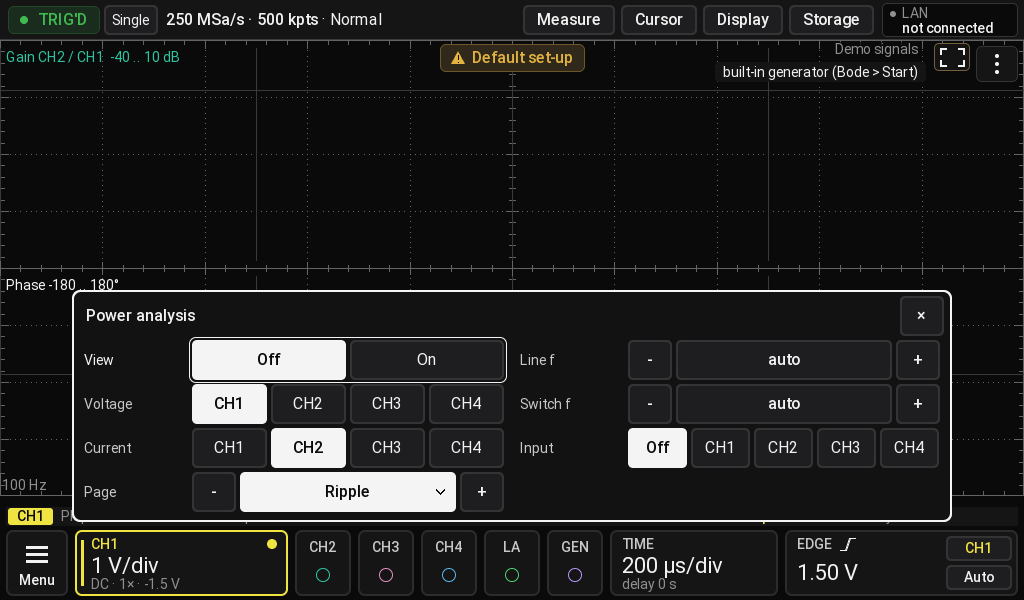 TRIG'D Single 250 MSa/s · 500 kpts · Normal Measure Cursor Display Storage LAN
not connected
Gain CH2 / CH1 -40 .. 10 dB Default set-up Demo signals
built-in generator (Bode > Start)
Phase -180 .. 180°
Power analysis ×
View Off On Line f - auto +
Voltage CH1 CH2 CH3 CH4 Switch f - auto +
Current CH1 CH2 CH3 CH4 Input Off CH1 CH2 CH3 CH4
Page - Ripple +
100 Hz
CH1
Menu
CH1
1 V/div
DC · 1× · -1.5 V
CH2 CH3 CH4 LA GEN
TIME
200 µs/div
delay 0 s
EDGE
1.50 V
CH1
Auto